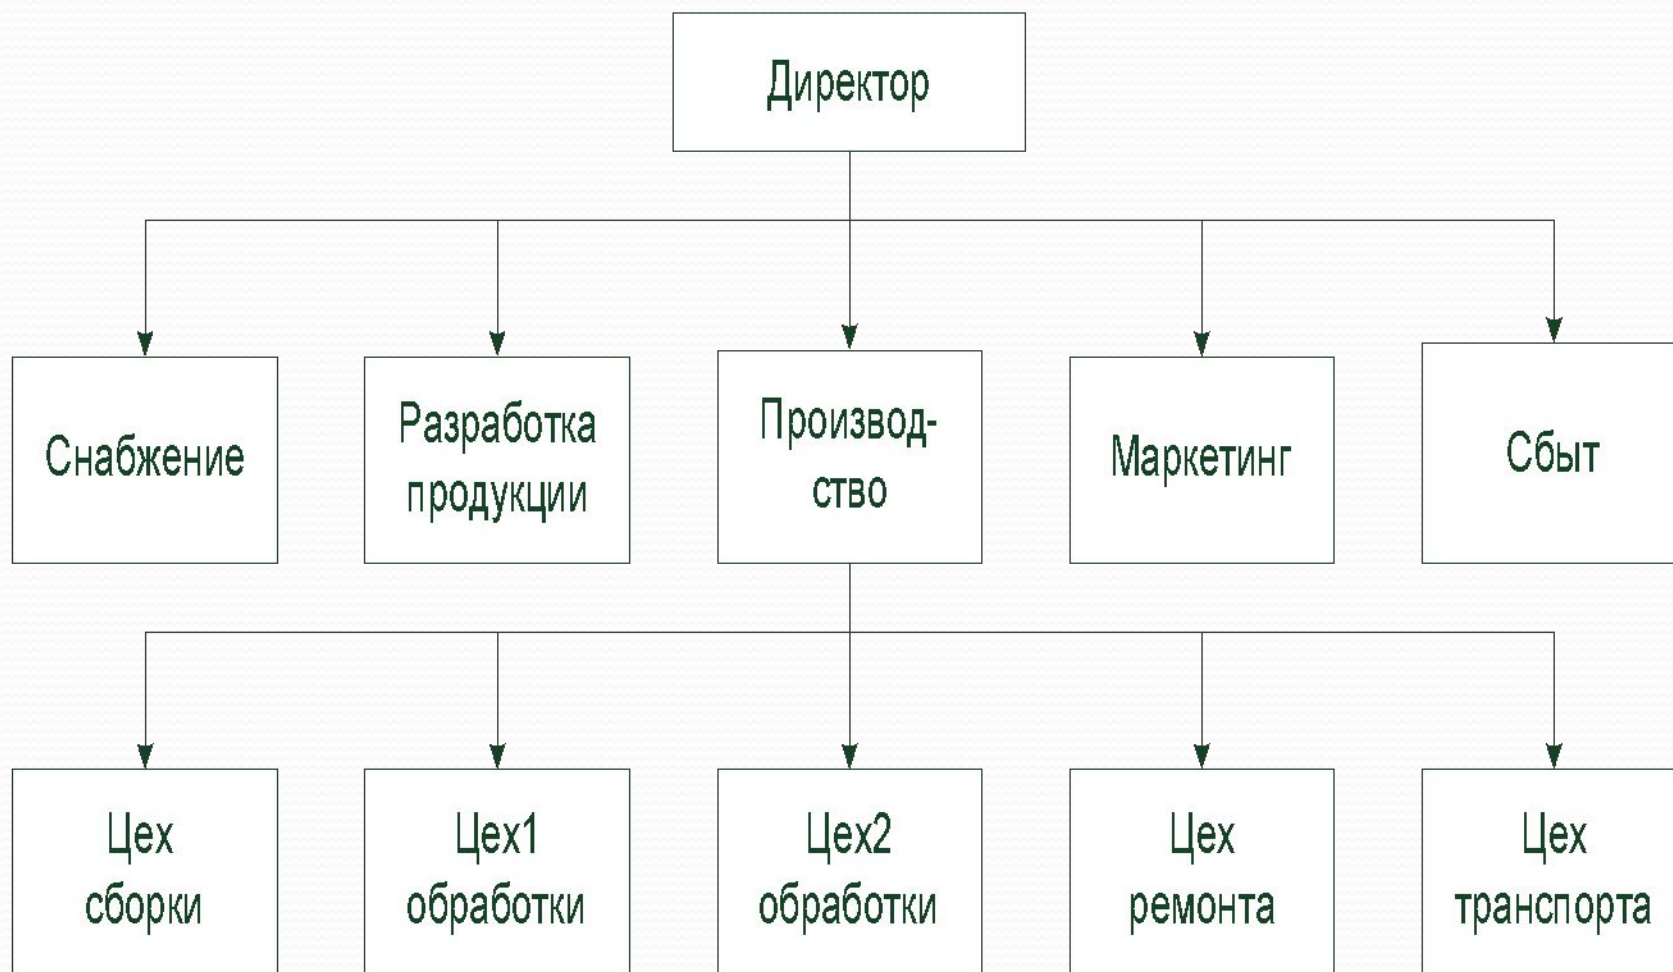 Директор
Снабжение
Разработка
продукции
Производ-
ство
Маркетинг
Сбыт
Цех
сборки
Цех1
обработки
Цех2
обработки
Цех
ремонта
Цех
транспорта